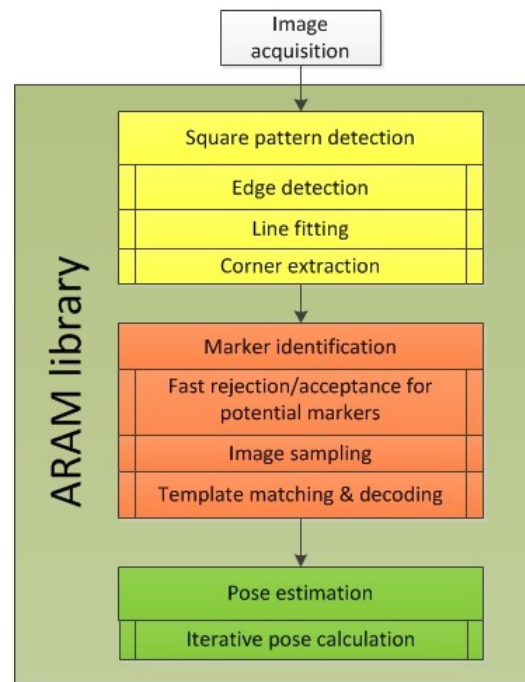 Image
acquisition
ARAM library
Square pattern detection
Edge detection
Line fitting
Corner extraction
Marker identification
Fast rejection/acceptance for
potential markers
Image sampling
Template matching & decoding
Pose estimation
Iterative pose calculation